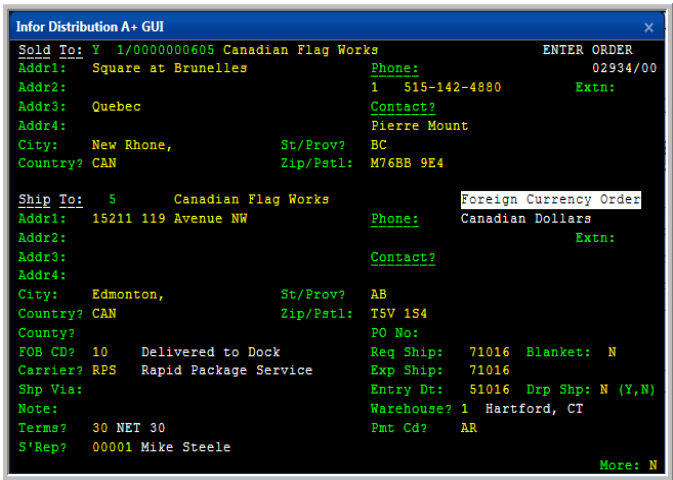 Infor Distribution A+ GUI ×
Sold To: Y 1/0000000605 Canadian Flag Works ENTER ORDER
Addr1: Square at Brunelles Phone: 02934/00
Addr2: 1 515-142-4880 Extn:
Addr3: Quebec Contact?
Addr4: Pierre Mount
City: New Rhone, St/Prov? BC
Country? CAN Zip/Pstl: M76BB 9E4
Ship To: 5 Canadian Flag Works Foreign Currency Order
Addr1: 15211 119 Avenue NW Phone: Canadian Dollars
Addr2: Extn:
Addr3: Contact?
Addr4:
City: Edmonton, St/Prov? AB
Country? CAN Zip/Pstl: T5V 1S4
County? PO No:
FOB CD? 10 Delivered to Dock Req Ship: 71016 Blanket: N
Carrier? RPS Rapid Package Service Exp Ship: 71016
Shp Via: Entry Dt: 51016 Drp Shp: N (Y,N)
Note: Warehouse? 1 Hartford, CT
Terms? 30 NET 30 Pmt Cd? AR
S'Rep? 00001 Mike Steele
More: N